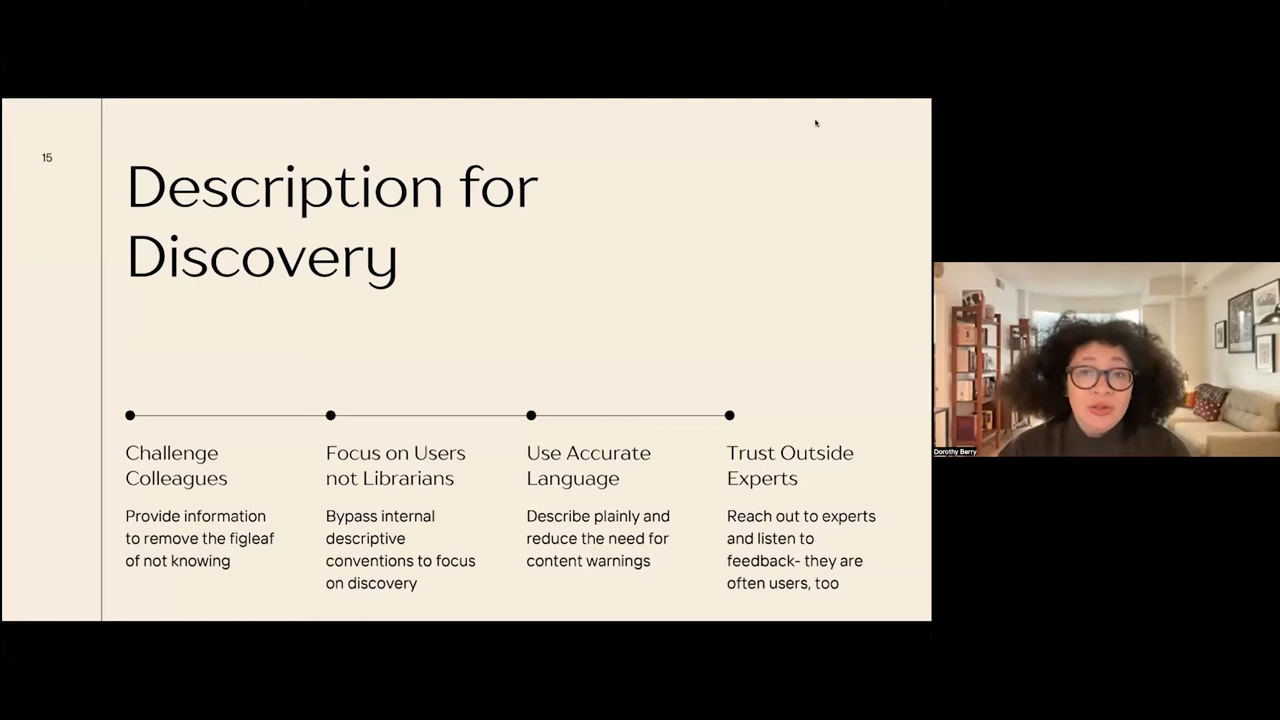 15
Description for
Discovery
Challenge
Colleagues
Provide information
to remove the figleaf
of not knowing
Focus on Users
not Librarians
Bypass internal
descriptive
conventions to focus
on discovery
Use Accurate
Language
Describe plainly and
reduce the need for
content warnings
Trust Outside
Experts
Reach out to experts
and listen to
feedback- they are
often users, too
Dorothy Berry